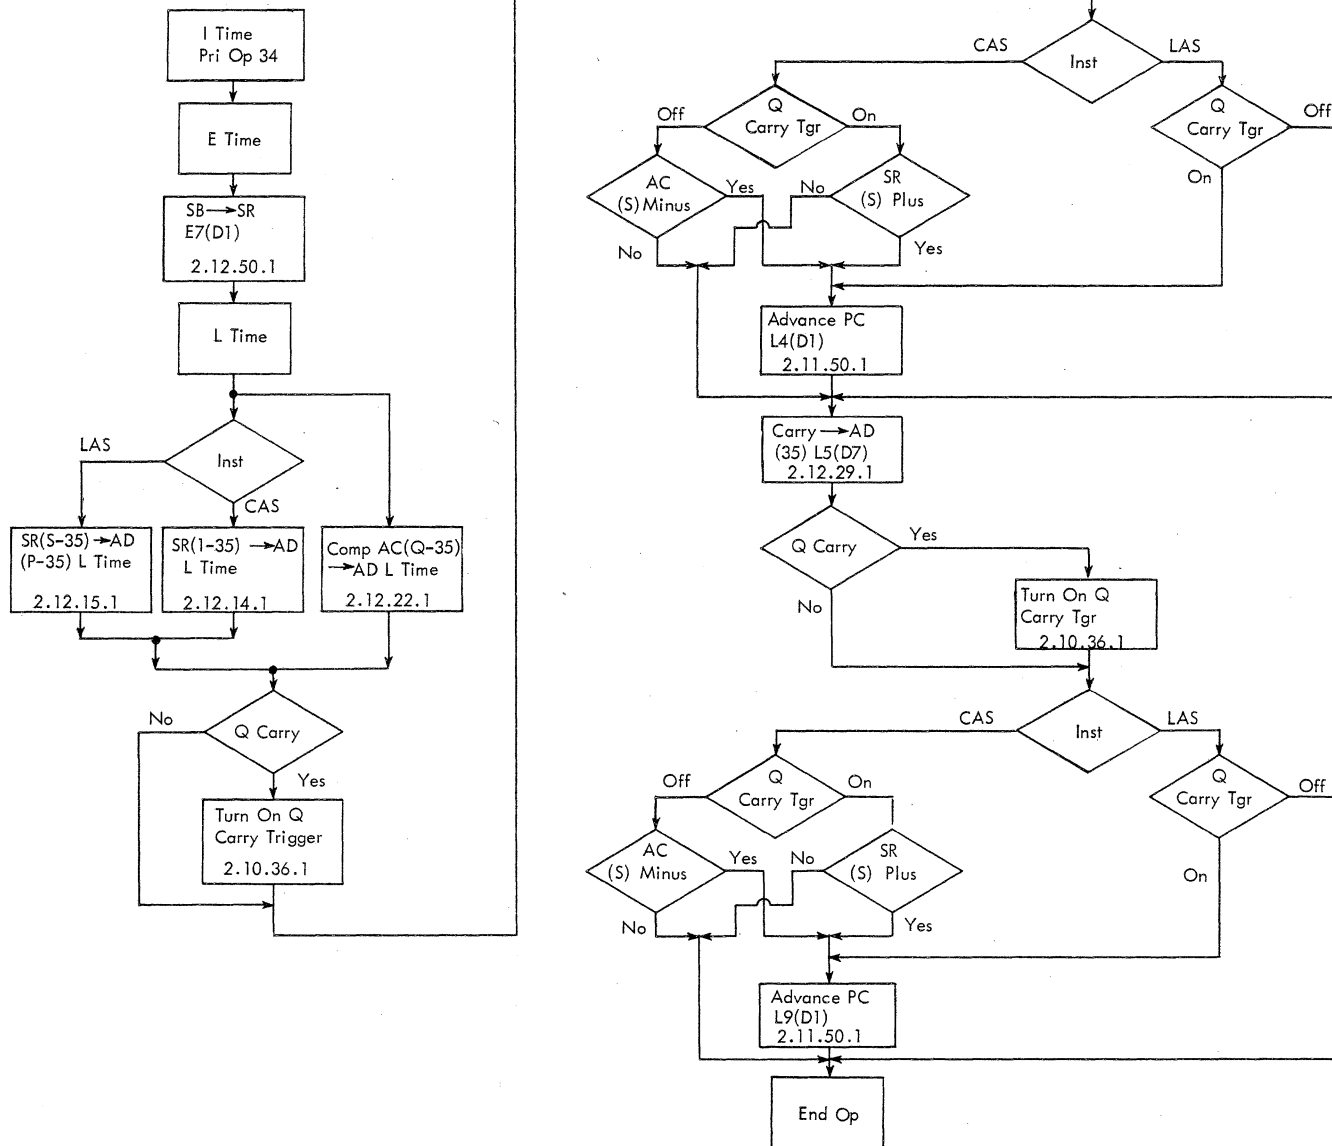 I Time
Pri Op 34
E Time
SB→SR
E7(D1)
2.12.50.1
L Time
LAS
Inst
CAS
SR(S-35)→AD
(P-35) L Time
2.12.15.1
SR(1-35) →AD
L Time
2.12.14.1
Comp AC(Q-35)
→AD L Time
2.12.22.1
No
Q Carry
Yes
Turn On Q
Carry Trigger
2.10.36.1
CAS
Inst
LAS
Off
Q
Carry Tgr
On
Q
Carry Tgr
Off
On
AC
(S) Minus
Yes
No
SR
(S) Plus
No
Yes
Advance PC
L4(D1)
2.11.50.1
Carry→AD
(35) L5(D7)
2.12.29.1
Q Carry
Yes
No
Turn On Q
Carry Tgr
2.10.36.1
CAS
Inst
LAS
Off
Q
Carry Tgr
On
Q
Carry Tgr
Off
On
AC
(S) Minus
Yes
No
SR
(S) Plus
No
Yes
Advance PC
L9(D1)
2.11.50.1
End Op